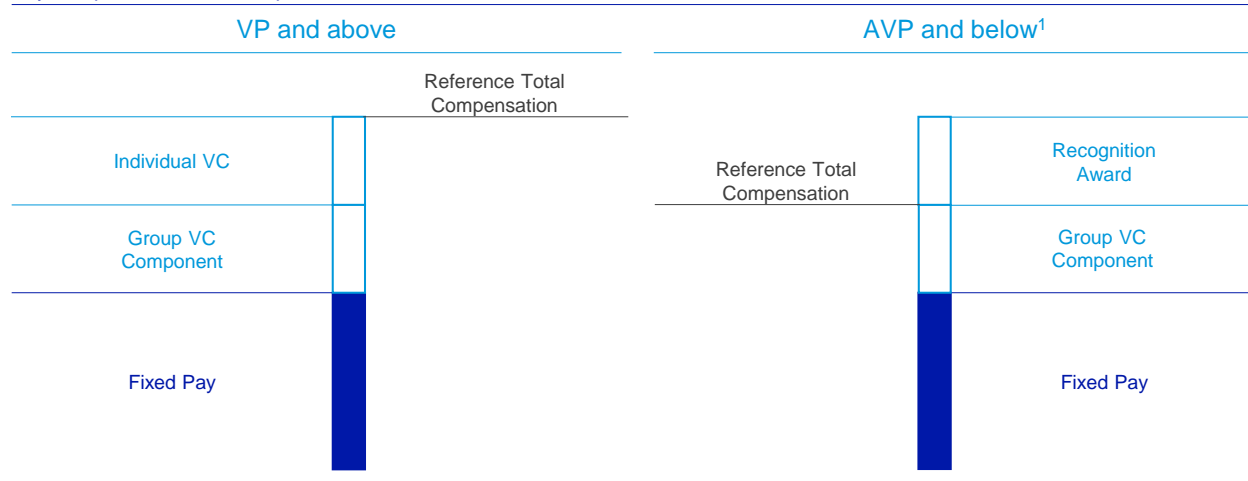 VP and above
Reference Total
Compensation
Individual VC
Group VC
Component
Fixed Pay
AVP and below¹
Reference Total
Compensation
Recognition
Award
Group VC
Component
Fixed Pay